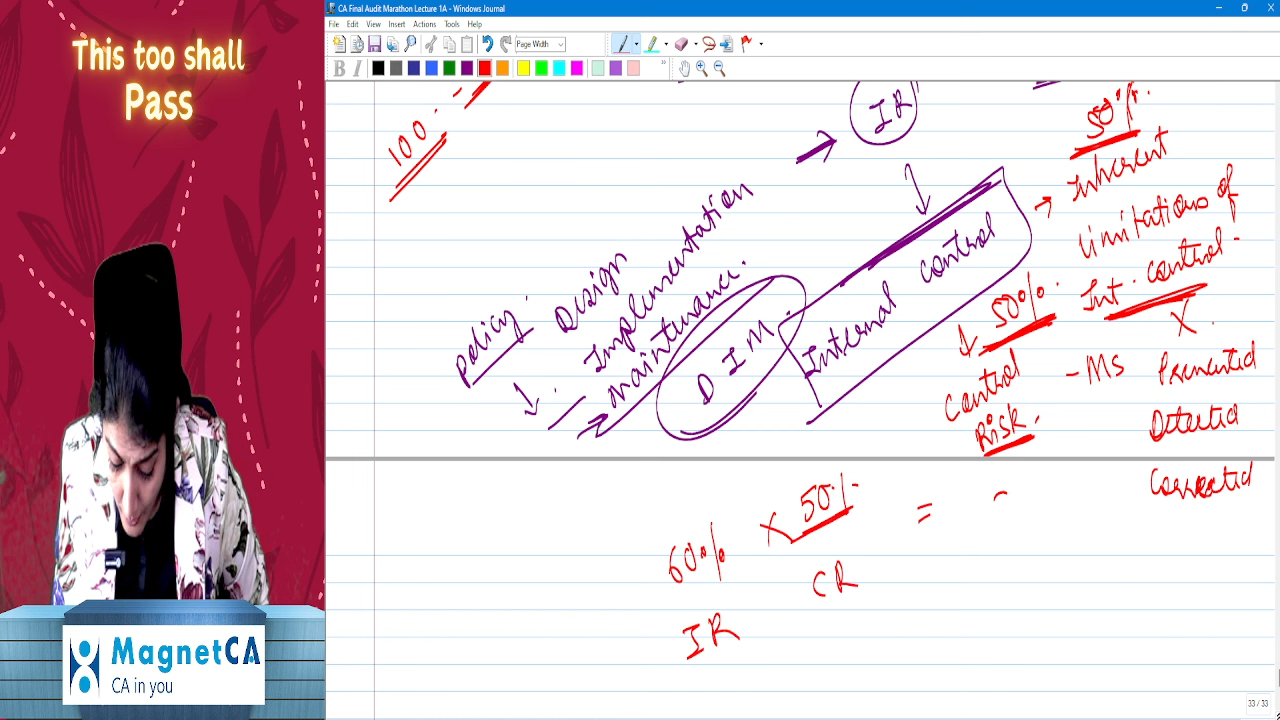 This too shall
Pass
MagnetCA
CA in you
CA Final Audit Marathon Lecture 1A - Windows Journal
File Edit View Insert Actions Tools Help
Page Width
B I
100.
IR
50%.
Inherent
limitations of
Int. control.
X
Prevented
Detected
Corrected
policy
Design
Implementation
maintenance.
D I M.
Internal control
50%.
Control
Risk.
- MS
60% X 50% =
IR CR
33 / 33